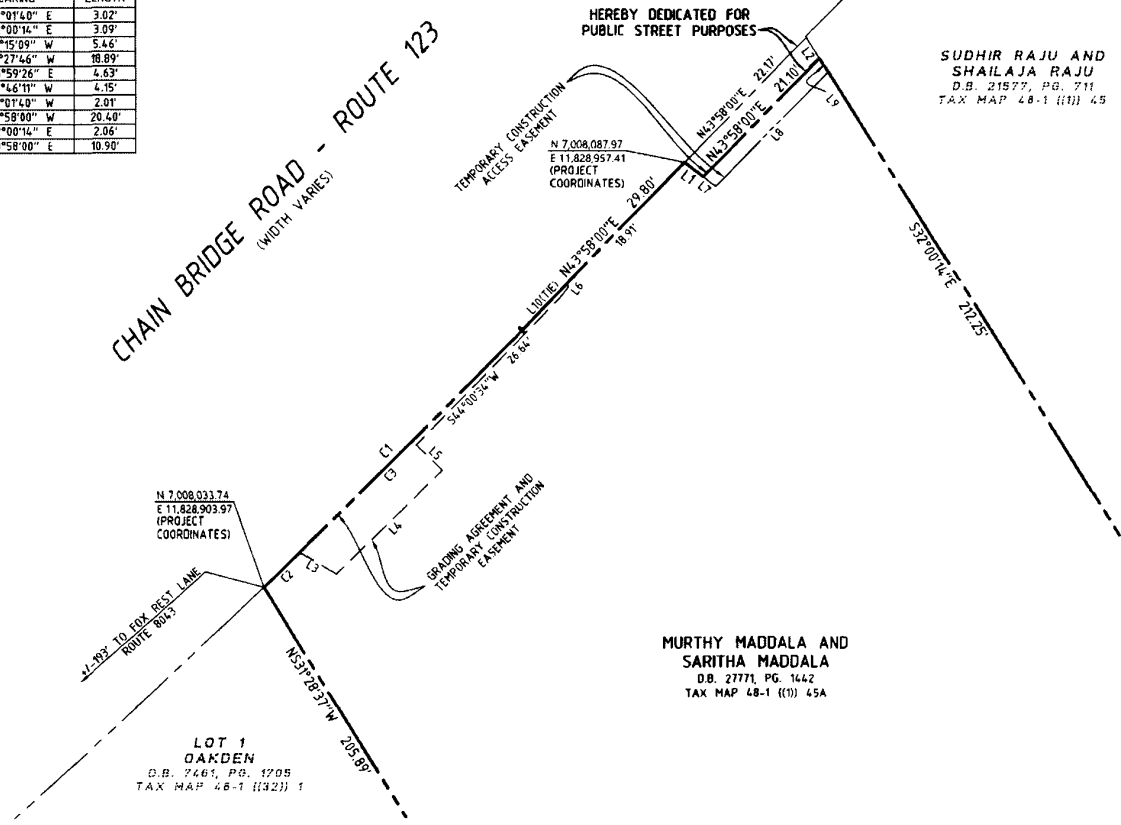 LENGTH
°01'40" E 3.02'
°00'14" E 3.09'
°15'09" W 5.46'
°27'46" W 18.89'
°59'26" E 4.63'
°46'11" W 4.15'
°01'40" W 2.01'
°58'00" W 20.40'
°00'14" E 2.06'
°58'00" E 10.90'
HEREBY DEDICATED FOR
PUBLIC STREET PURPOSES
SUDHIR RAJU AND
SHAILAJA RAJU
D.B. 21577, PG. 711
TAX MAP 48-1 ((1)) 45
CHAIN BRIDGE ROAD - ROUTE 123
(WIDTH VARIES)
TEMPORARY CONSTRUCTION
ACCESS EASEMENT
N 7,008,087.97
E 11,828,957.41
(PROJECT
COORDINATES)
N43°58'00"E 22.17'
N43°58'00"E 21.10'
L2
L9
L8
L1
L7
N43°58'00"E 29.80'
18.91'
L10(TIE)
L6
S44°00'34"W 26.64'
S32°00'14"E 212.25'
C1
C3
L5
L4
L3
C2
N 7,008,033.74
E 11,828,903.97
(PROJECT
COORDINATES)
GRADING AGREEMENT AND
TEMPORARY CONSTRUCTION
EASEMENT
+/-193' TO FOX REST LANE
ROUTE 8043
NS31°28'37"W 205.89'
MURTHY MADDALA AND
SARITHA MADDALA
D.B. 27771, PG. 1442
TAX MAP 48-1 ((1)) 45A
LOT 1
OAKDEN
D.B. 7461, PG. 1705
TAX MAP 48-1 ((32)) 1